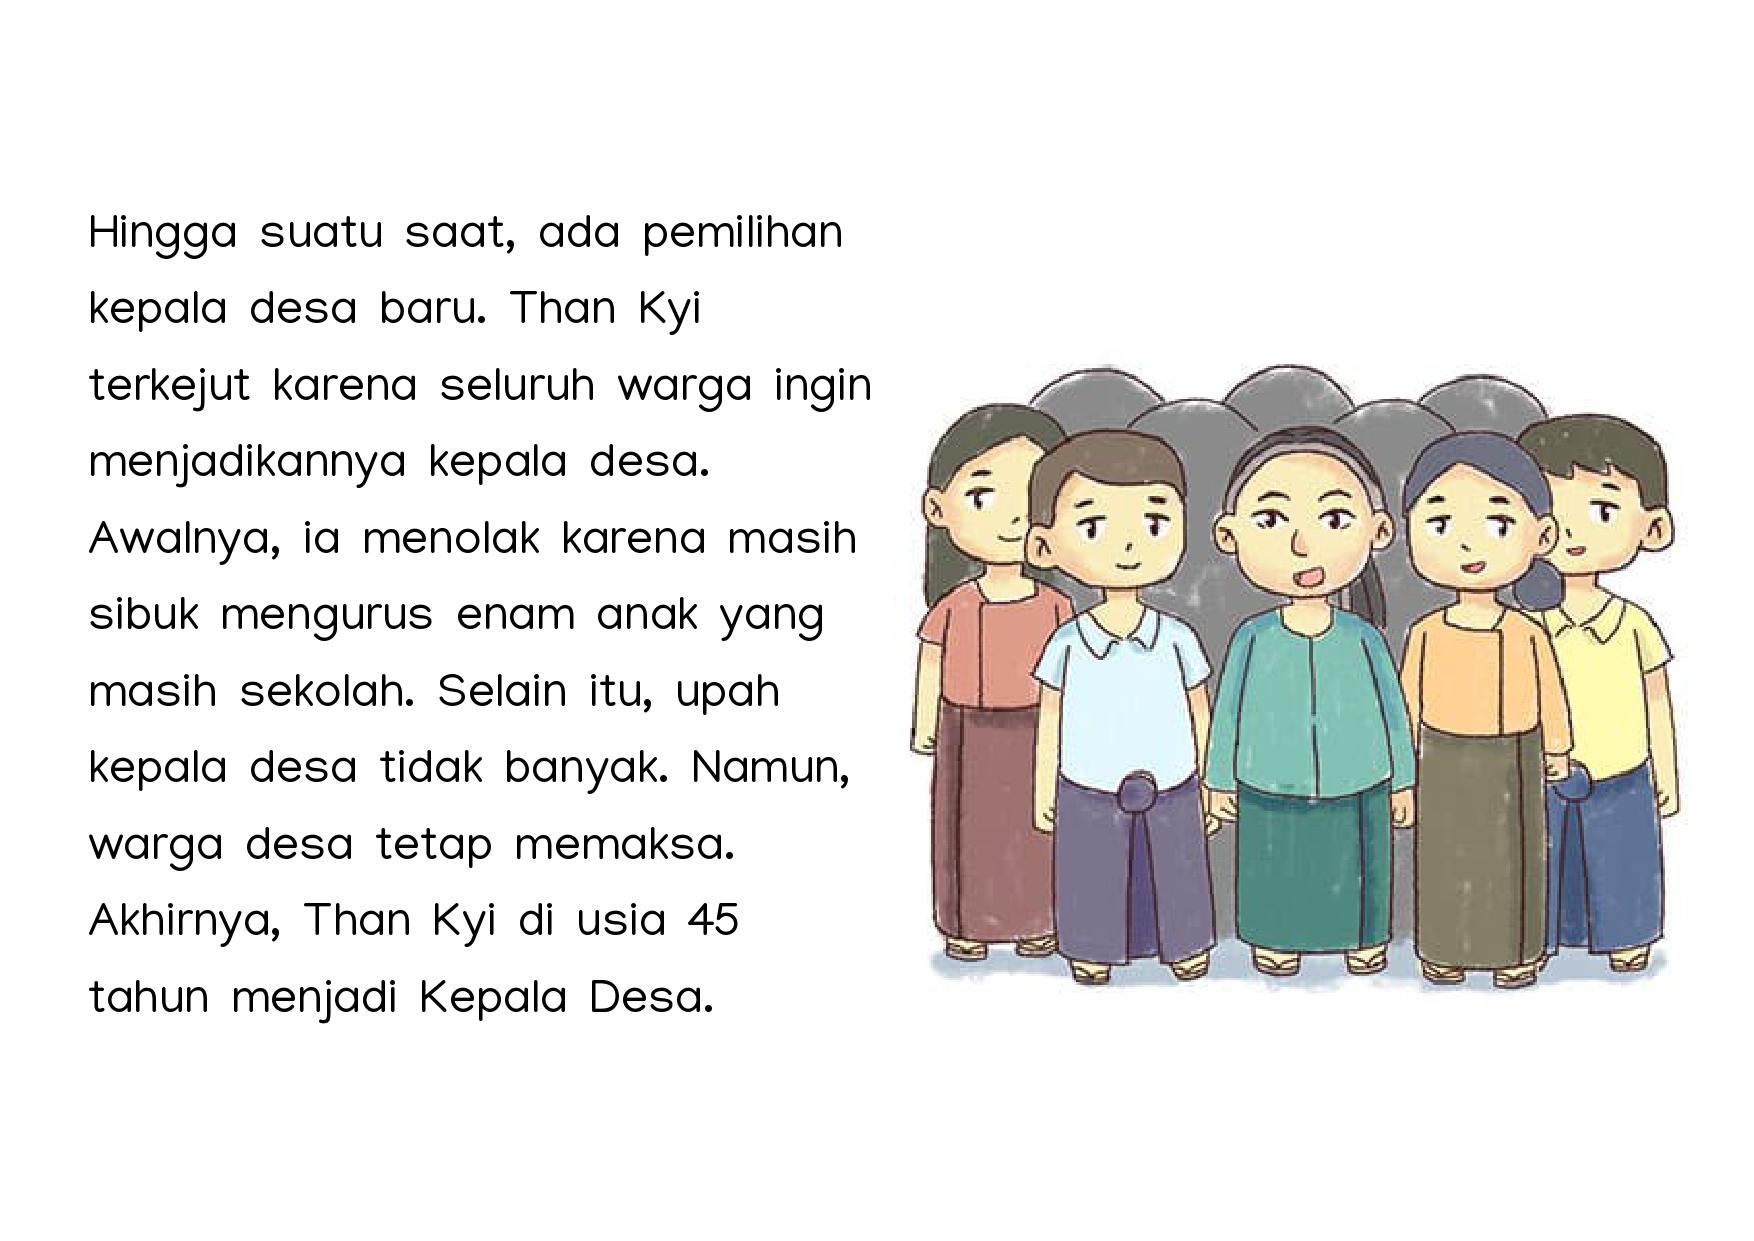 Hingga suatu saat, ada pemilihan
kepala desa baru. Than Kyi
terkejut karena seluruh warga ingin
menjadikannya kepala desa.
Awalnya, ia menolak karena masih
sibuk mengurus enam anak yang
masih sekolah. Selain itu, upah
kepala desa tidak banyak. Namun,
warga desa tetap memaksa.
Akhirnya, Than Kyi di usia 45
tahun menjadi Kepala Desa.